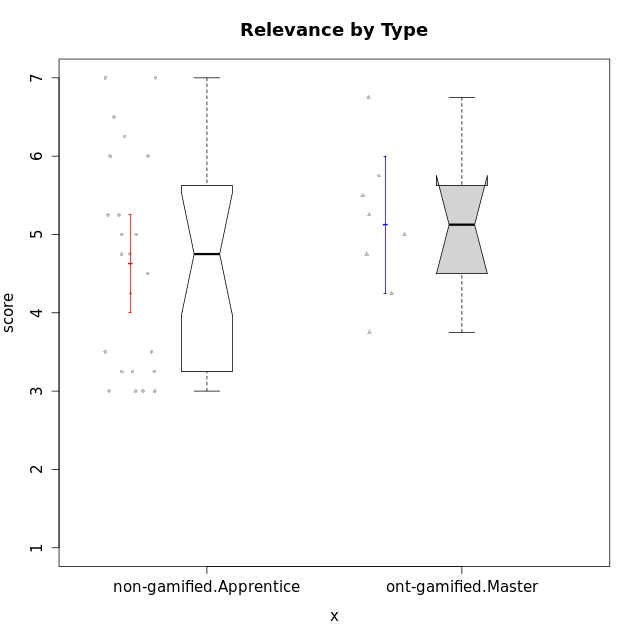 Relevance by Type
7
6
5
4
3
2
1
score
non-gamified.Apprentice
ont-gamified.Master
x